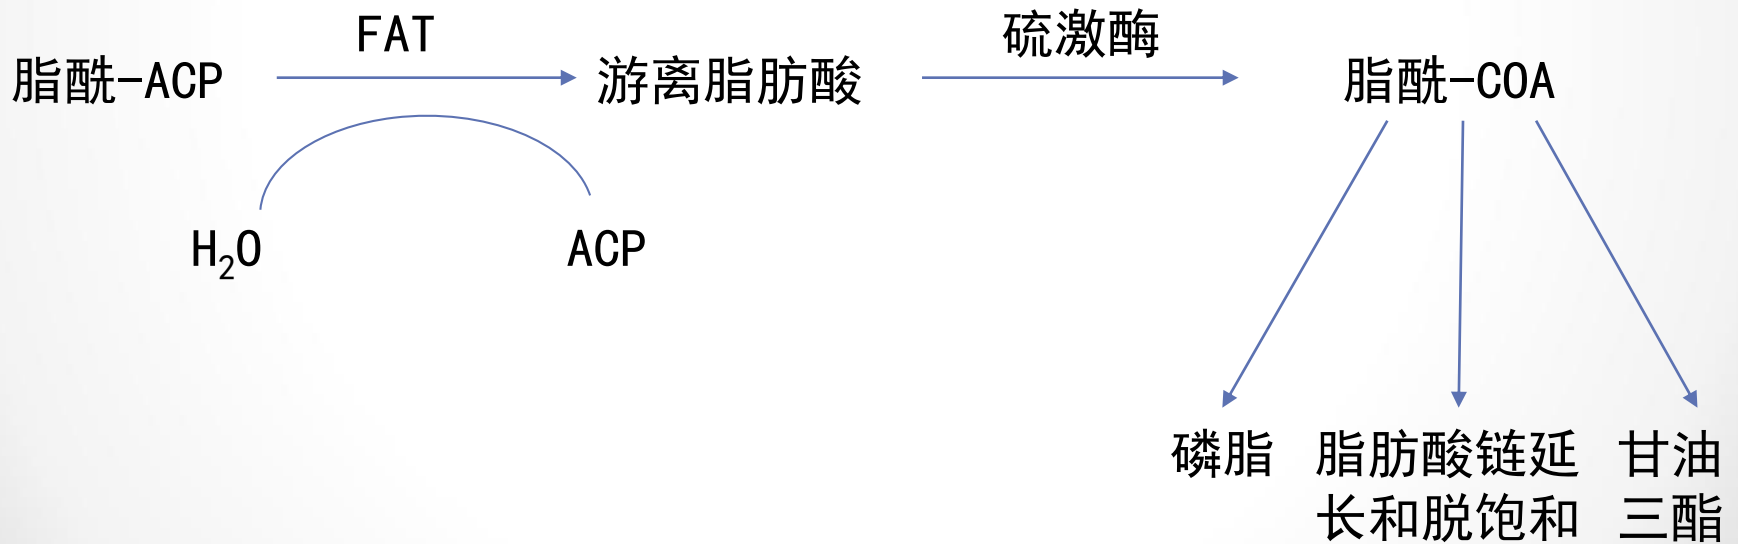 FAT
硫激酶
脂酰-ACP
游离脂肪酸
脂酰-COA
H₂O
ACP
磷脂
脂肪酸链延
长和脱饱和
甘油
三酯